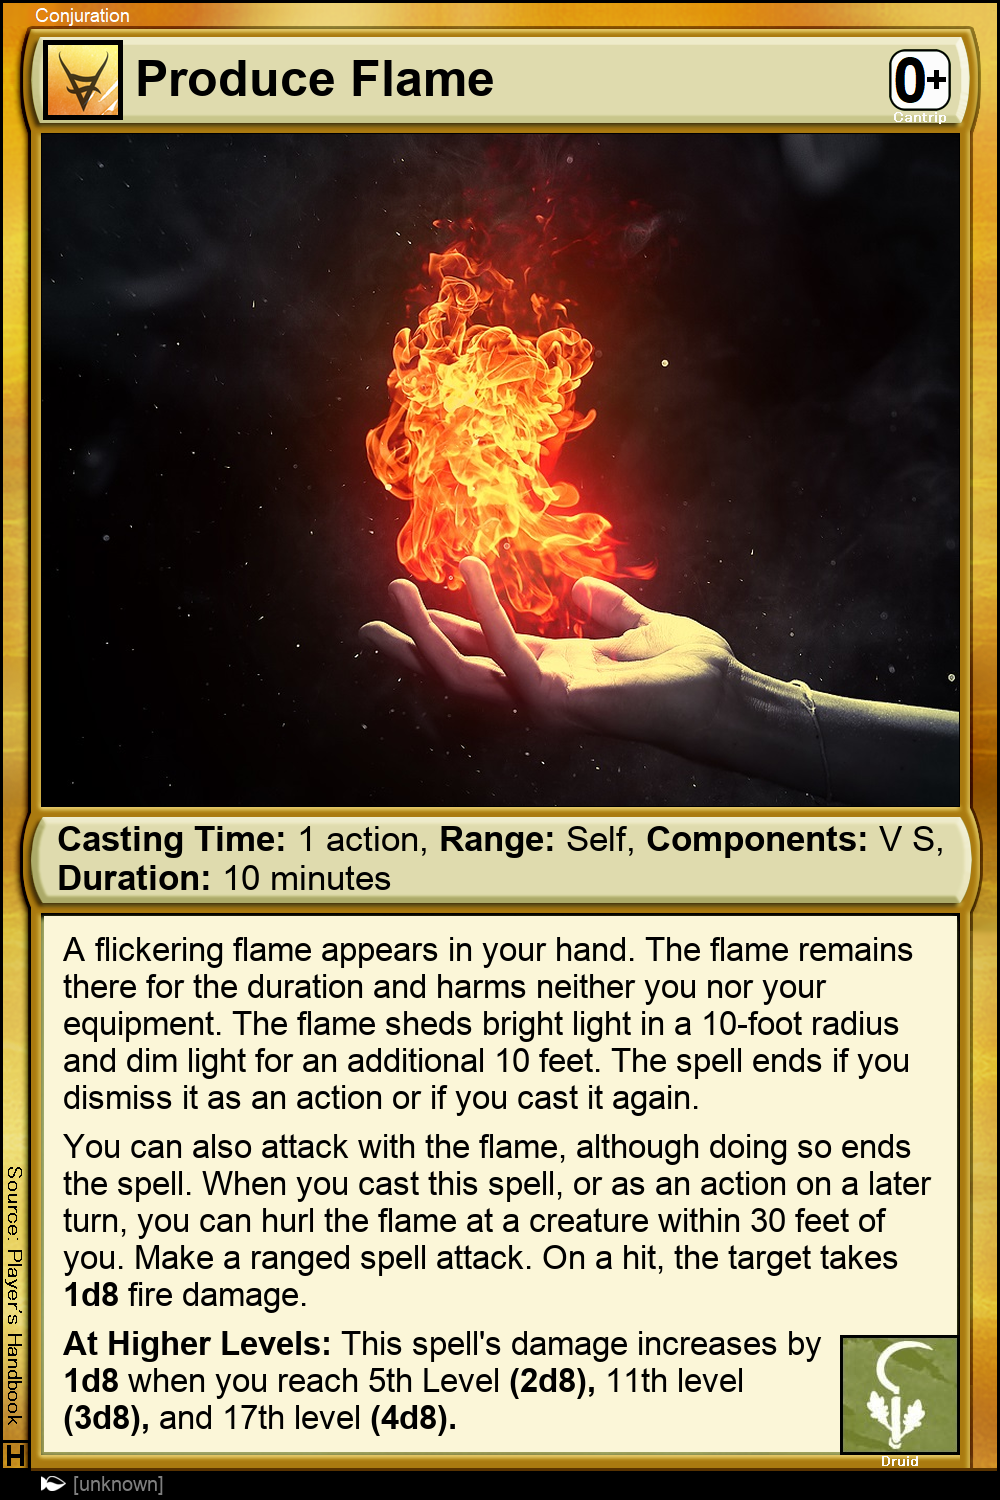 Conjuration
Produce Flame
0+
Cantrip
Casting Time: 1 action, Range: Self, Components: V S,
Duration: 10 minutes
A flickering flame appears in your hand. The flame remains
there for the duration and harms neither you nor your
equipment. The flame sheds bright light in a 10-foot radius
and dim light for an additional 10 feet. The spell ends if you
dismiss it as an action or if you cast it again.
You can also attack with the flame, although doing so ends
the spell. When you cast this spell, or as an action on a later
turn, you can hurl the flame at a creature within 30 feet of
you. Make a ranged spell attack. On a hit, the target takes
1d8 fire damage.
At Higher Levels: This spell's damage increases by
1d8 when you reach 5th Level (2d8), 11th level
(3d8), and 17th level (4d8).
Druid
Source: Player's Handbook
H
[unknown]